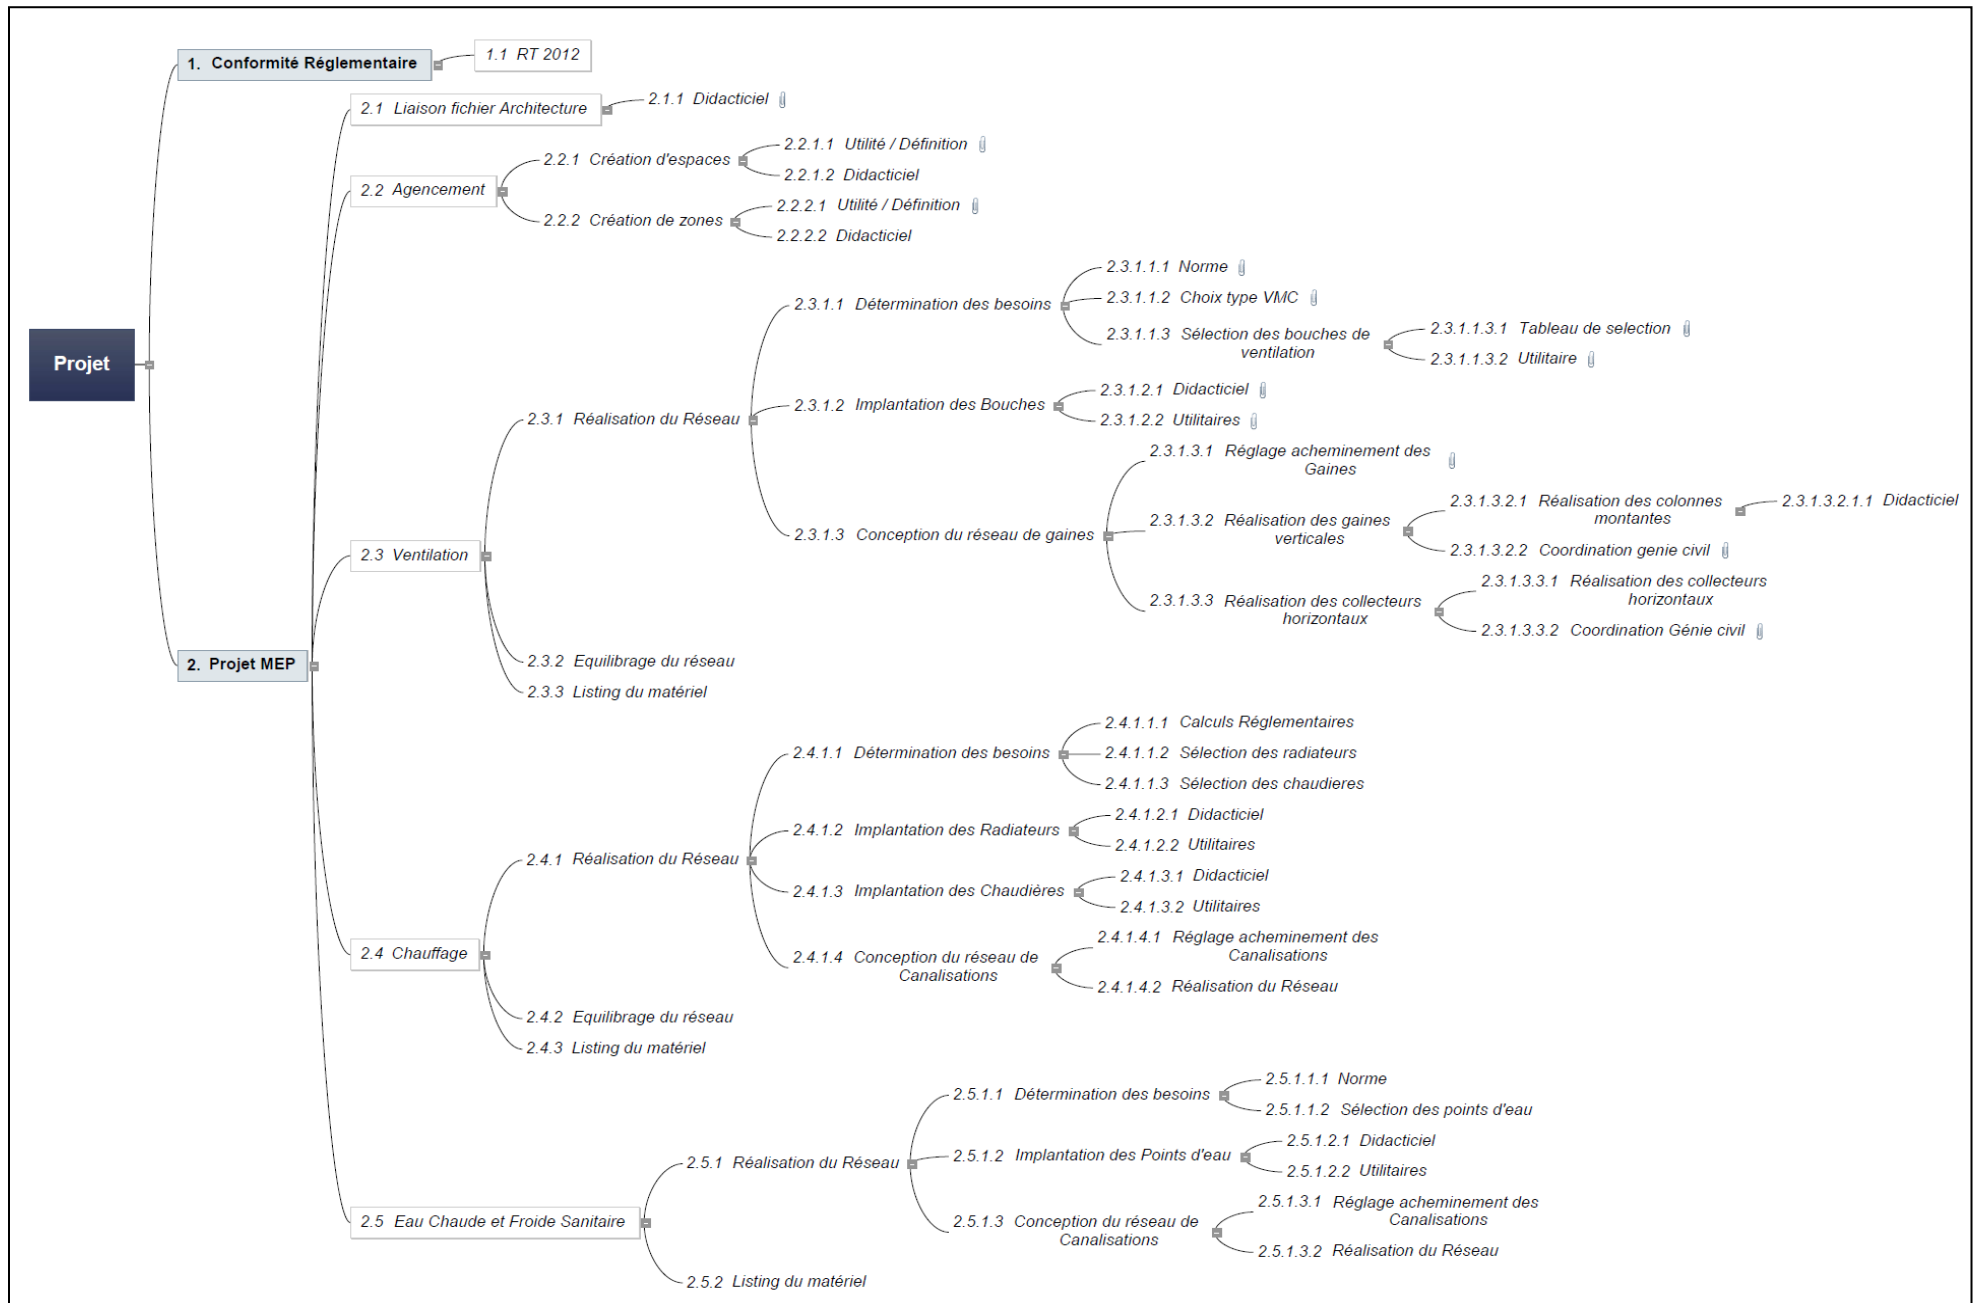 Projet
1. Conformité Réglementaire
1.1 RT 2012
2. Projet MEP
2.1 Liaison fichier Architecture
2.1.1 Didacticiel
2.2 Agencement
2.2.1 Création d'espaces
2.2.1.1 Utilité / Définition
2.2.1.2 Didacticiel
2.2.2 Création de zones
2.2.2.1 Utilité / Définition
2.2.2.2 Didacticiel
2.3 Ventilation
2.3.1 Réalisation du Réseau
2.3.1.1 Détermination des besoins
2.3.1.1.1 Norme
2.3.1.1.2 Choix type VMC
2.3.1.1.3 Sélection des bouches de
ventilation
2.3.1.1.3.1 Tableau de selection
2.3.1.1.3.2 Utilitaire
2.3.1.2 Implantation des Bouches
2.3.1.2.1 Didacticiel
2.3.1.2.2 Utilitaires
2.3.1.3 Conception du réseau de gaines
2.3.1.3.1 Réglage acheminement des
Gaines
2.3.1.3.2 Réalisation des gaines
verticales
2.3.1.3.2.1 Réalisation des colonnes
montantes
2.3.1.3.2.1.1 Didacticiel
2.3.1.3.2.2 Coordination genie civil
2.3.1.3.3 Réalisation des collecteurs
horizontaux
2.3.1.3.3.1 Réalisation des collecteurs
horizontaux
2.3.1.3.3.2 Coordination Génie civil
2.3.2 Equilibrage du réseau
2.3.3 Listing du matériel
2.4 Chauffage
2.4.1 Réalisation du Réseau
2.4.1.1 Détermination des besoins
2.4.1.1.1 Calculs Réglementaires
2.4.1.1.2 Sélection des radiateurs
2.4.1.1.3 Sélection des chaudieres
2.4.1.2 Implantation des Radiateurs
2.4.1.2.1 Didacticiel
2.4.1.2.2 Utilitaires
2.4.1.3 Implantation des Chaudières
2.4.1.3.1 Didacticiel
2.4.1.3.2 Utilitaires
2.4.1.4 Conception du réseau de
Canalisations
2.4.1.4.1 Réglage acheminement des
Canalisations
2.4.1.4.2 Réalisation du Réseau
2.4.2 Equilibrage du réseau
2.4.3 Listing du matériel
2.5 Eau Chaude et Froide Sanitaire
2.5.1 Réalisation du Réseau
2.5.1.1 Détermination des besoins
2.5.1.1.1 Norme
2.5.1.1.2 Sélection des points d'eau
2.5.1.2 Implantation des Points d'eau
2.5.1.2.1 Didacticiel
2.5.1.2.2 Utilitaires
2.5.1.3 Conception du réseau de
Canalisations
2.5.1.3.1 Réglage acheminement des
Canalisations
2.5.1.3.2 Réalisation du Réseau
2.5.2 Listing du matériel